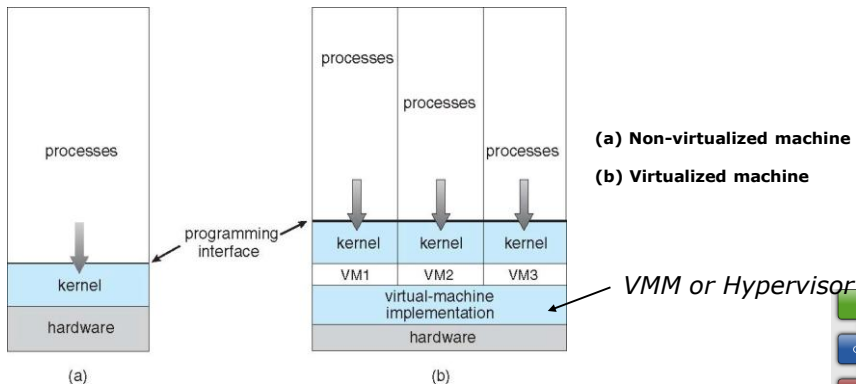 processes
kernel
hardware
(a)
programming
interface
processes
processes
processes
kernel
kernel
kernel
VM1
VM2
VM3
virtual-machine
implementation
hardware
(b)
(a) Non-virtualized machine
(b) Virtualized machine
VMM or Hypervisor